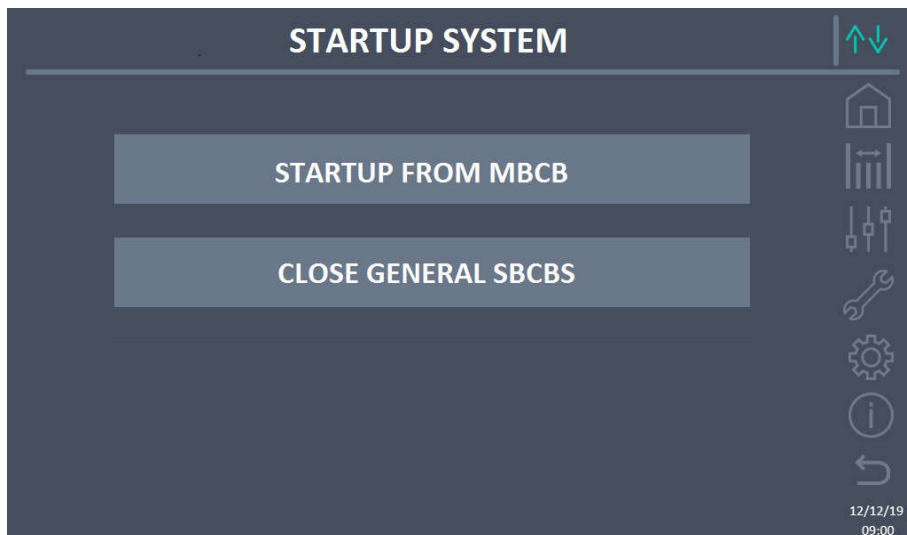 STARTUP SYSTEM
STARTUP FROM MBCB
CLOSE GENERAL SBCBS
12/12/19
09:00